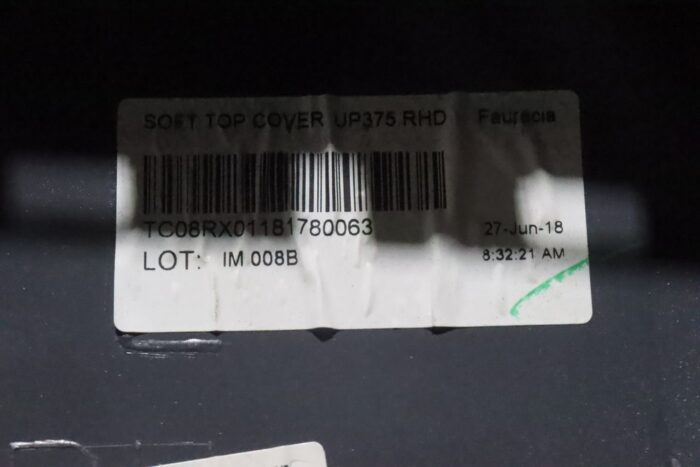 SOFT TOP COVER UP375 RHD Faurecia
TC08RX01181780063 27-Jun-18
LOT: IM 008B 8:32:21 AM